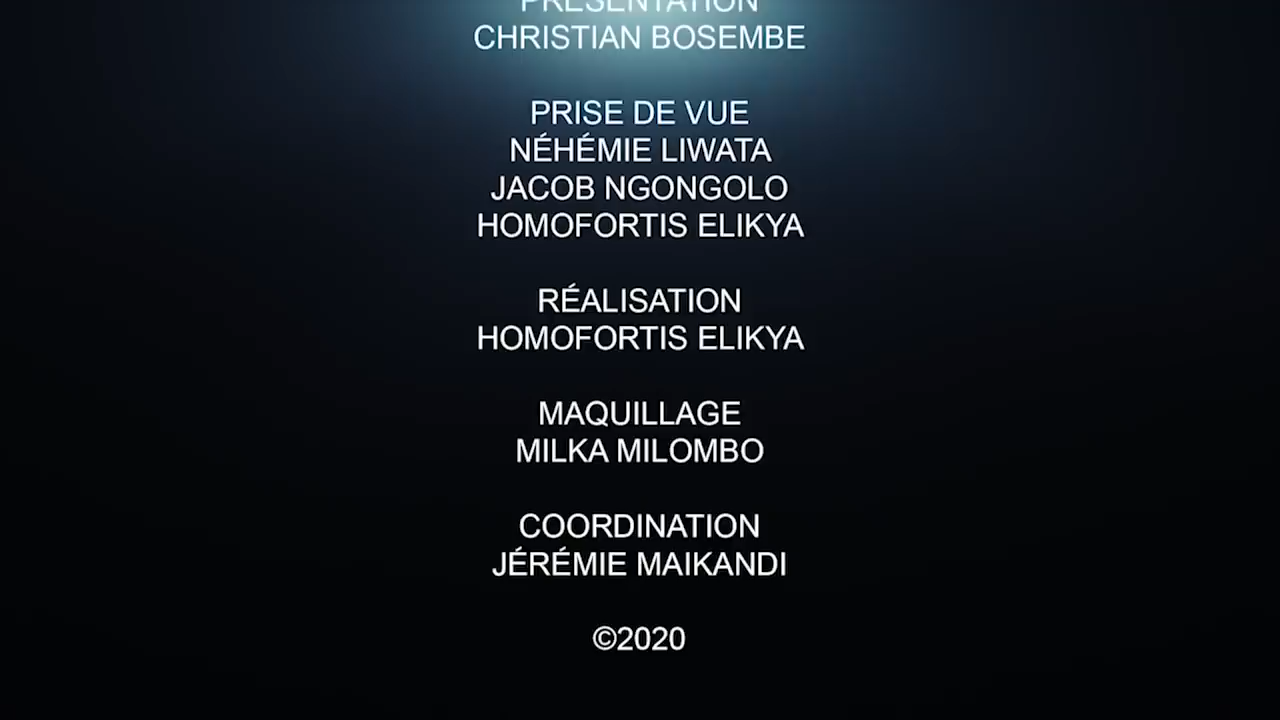 PRÉSENTATION
CHRISTIAN BOSEMBE
PRISE DE VUE
NÉHÉMIE LIWATA
JACOB NGONGOLO
HOMOFORTIS ELIKYA
RÉALISATION
HOMOFORTIS ELIKYA
MAQUILLAGE
MILKA MILOMBO
COORDINATION
JÉRÉMIE MAIKANDI
©2020